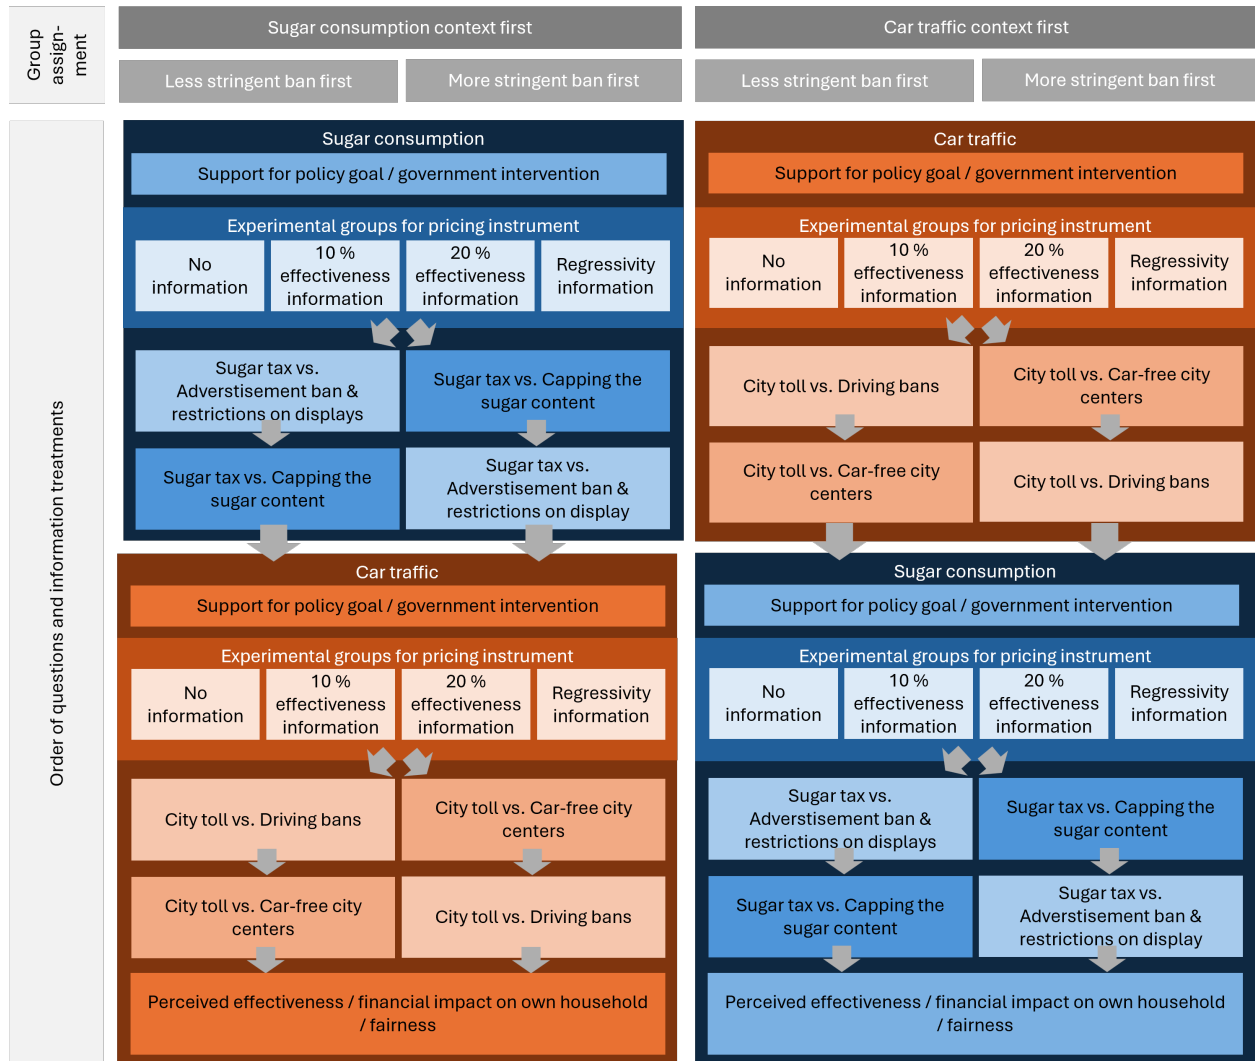 Group
assign-
ment
Sugar consumption context first
Car traffic context first
Less stringent ban first
More stringent ban first
Less stringent ban first
More stringent ban first
Order of questions and information treatments
Sugar consumption
Support for policy goal / government intervention
Experimental groups for pricing instrument
No
information
10 %
effectiveness
information
20 %
effectiveness
information
Regressivity
information
Sugar tax vs.
Adverstisement ban &
restrictions on displays
Sugar tax vs. Capping the
sugar content
Sugar tax vs. Capping the
sugar content
Sugar tax vs.
Adverstisement ban &
restrictions on display
Car traffic
Support for policy goal / government intervention
Experimental groups for pricing instrument
No
information
10 %
effectiveness
information
20 %
effectiveness
information
Regressivity
information
City toll vs. Driving bans
City toll vs. Car-free city
centers
City toll vs. Car-free city
centers
City toll vs. Driving bans
Perceived effectiveness / financial impact on own household
/ fairness
Car traffic
Support for policy goal / government intervention
Experimental groups for pricing instrument
No
information
10 %
effectiveness
information
20 %
effectiveness
information
Regressivity
information
City toll vs. Driving bans
City toll vs. Car-free city
centers
City toll vs. Car-free city
centers
City toll vs. Driving bans
Sugar consumption
Support for policy goal / government intervention
Experimental groups for pricing instrument
No
information
10 %
effectiveness
information
20 %
effectiveness
information
Regressivity
information
Sugar tax vs.
Adverstisement ban &
restrictions on displays
Sugar tax vs. Capping the
sugar content
Sugar tax vs. Capping the
sugar content
Sugar tax vs.
Adverstisement ban &
restrictions on display
Perceived effectiveness / financial impact on own household
/ fairness